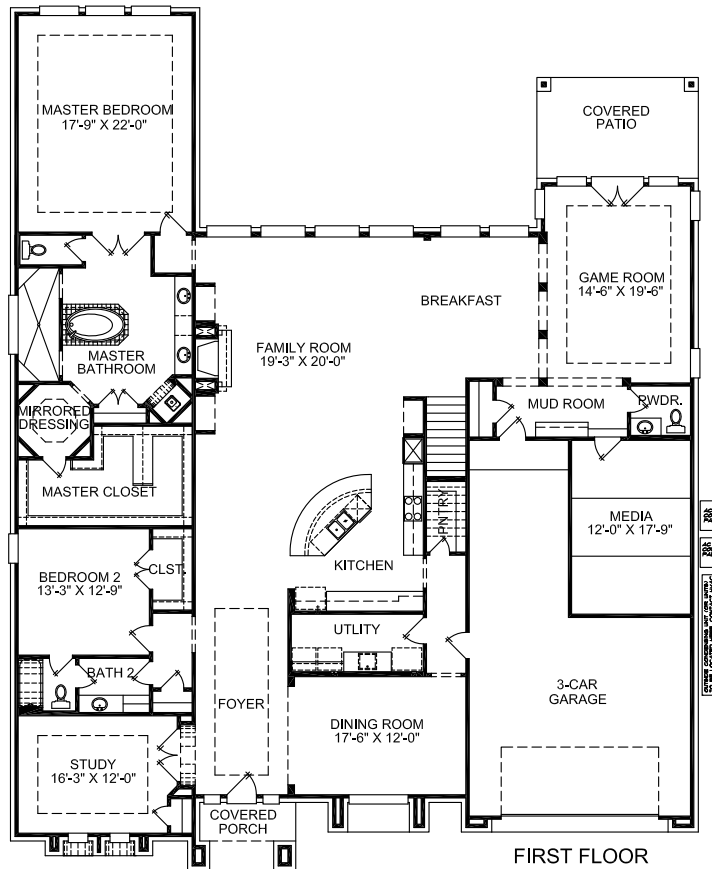 MASTER BEDROOM
17'-9" X 22'-0"
COVERED
PATIO
GAME ROOM
14'-6" X 19'-6"
BREAKFAST
FAMILY ROOM
19'-3" X 20'-0"
MASTER
BATHROOM
MIRRORED
DRESSING
MUD ROOM
PWDR.
MASTER CLOSET
PNTRY
MEDIA
12'-0" X 17'-9"
KITCHEN
BEDROOM 2
13'-3" X 12'-9"
CLST.
UTLITY
BATH 2
FOYER
3-CAR
GARAGE
DINING ROOM
17'-6" X 12'-0"
STUDY
16'-3" X 12'-0"
COVERED
PORCH
FIRST FLOOR